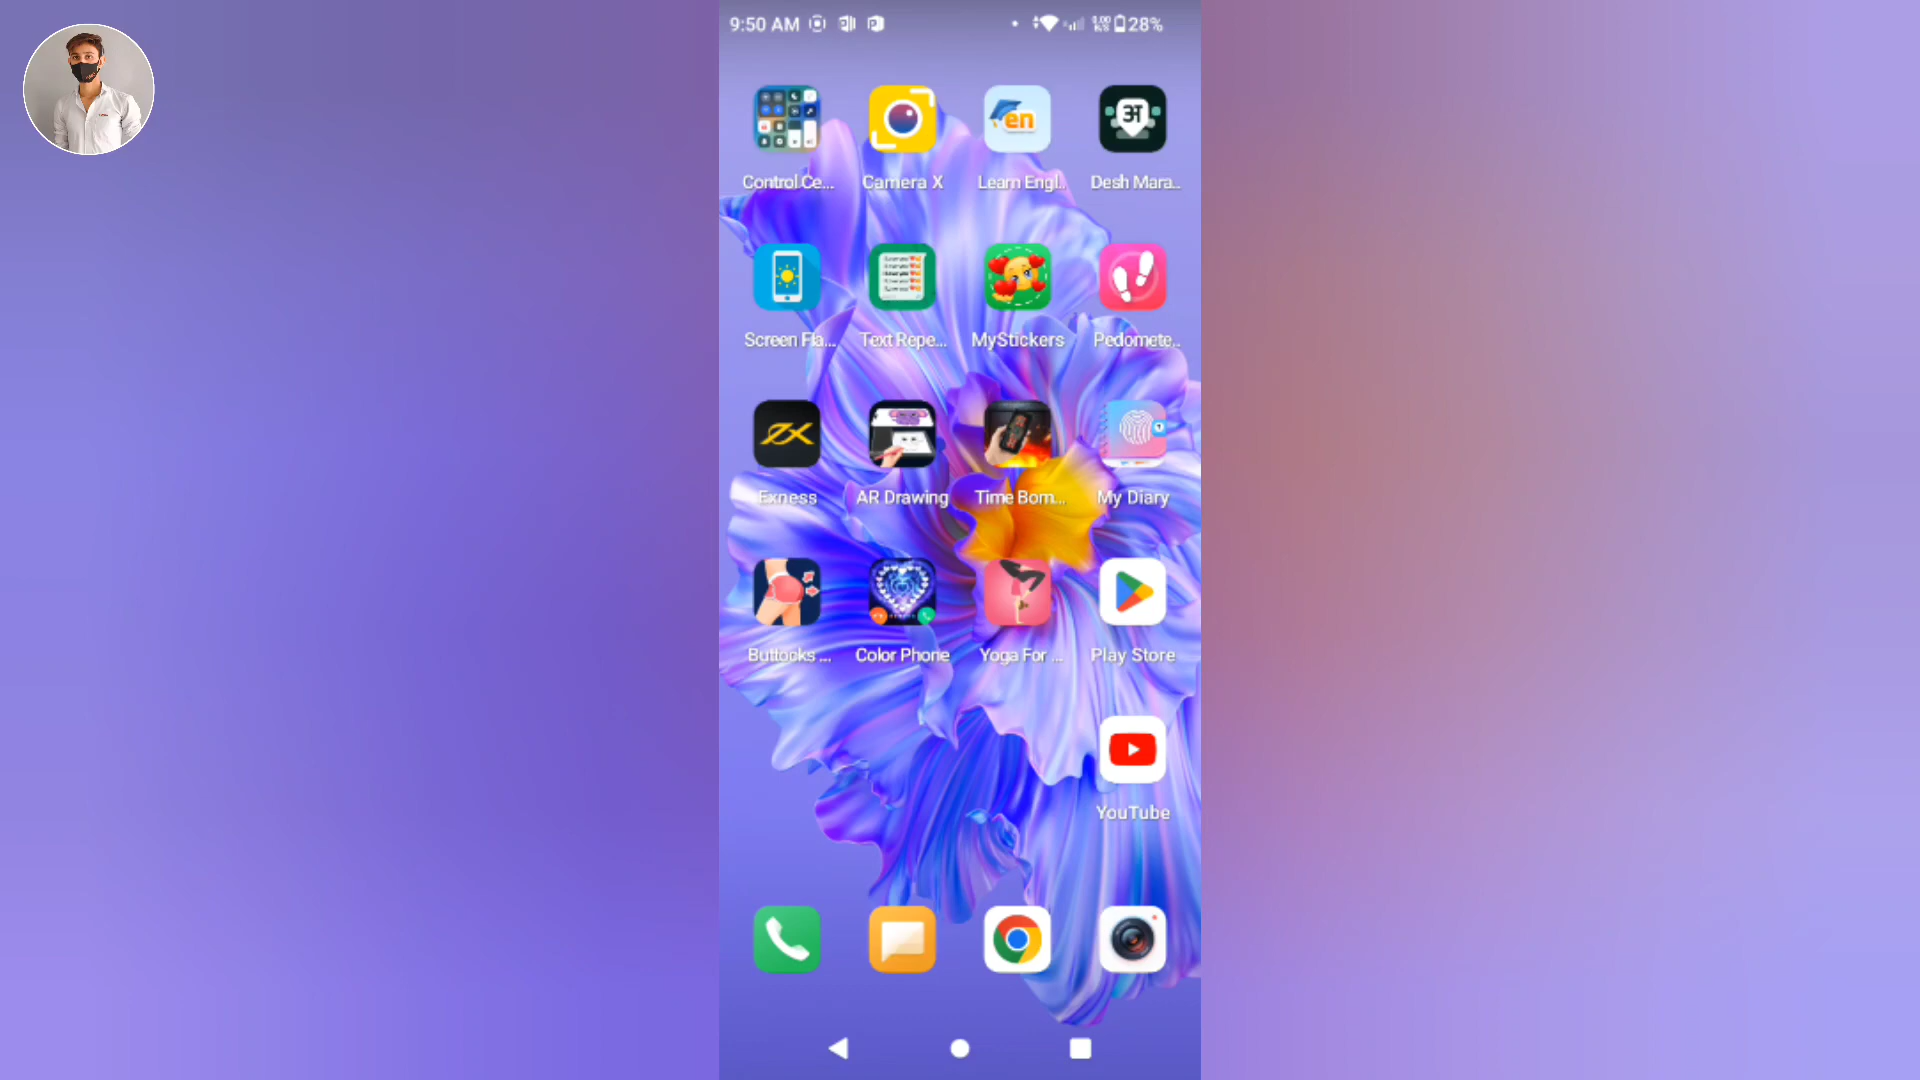 9:50 AM 28%
Control Ce... Camera X Learn Engl.. Desh Mara..
en अ
Screen Fla... Text Repe... MyStickers Pedomete..
Exness AR Drawing Time Bom... My Diary
Buttocks ... Color Phone Yoga For ... Play Store
YouTube